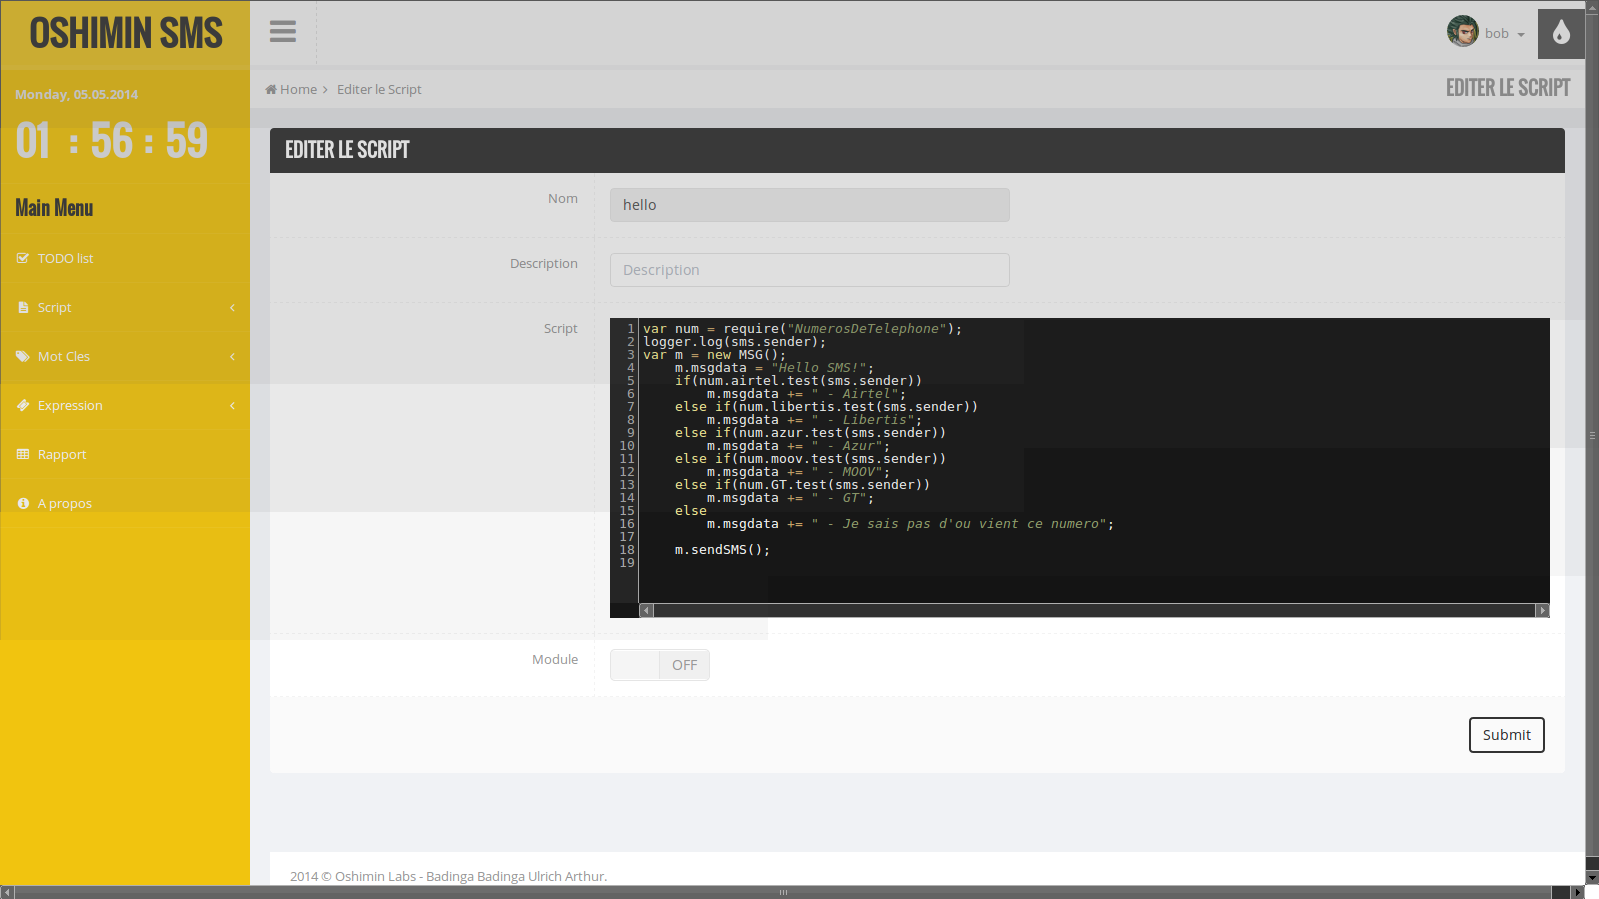 OSHIMIN SMS
bob
Monday, 05.05.2014
01 : 56 : 59
Main Menu
TODO list
Script
Mot Cles
Expression
Rapport
A propos
Home > Editer le Script
EDITER LE SCRIPT
EDITER LE SCRIPT
Nom
hello
Description
Description
Script
1 var num = require("NumerosDeTelephone");
2 logger.log(sms.sender);
3 var m = new MSG();
4     m.msgdata = "Hello SMS!";
5     if(num.airtel.test(sms.sender))
6         m.msgdata += " - Airtel";
7     else if(num.libertis.test(sms.sender))
8         m.msgdata += " - Libertis";
9     else if(num.azur.test(sms.sender))
10         m.msgdata += " - Azur";
11     else if(num.moov.test(sms.sender))
12         m.msgdata += " - MOOV";
13     else if(num.GT.test(sms.sender))
14         m.msgdata += " - GT";
15     else
16         m.msgdata += " - Je sais pas d'ou vient ce numero";
17
18     m.sendSMS();
19
Module
OFF
Submit
2014 © Oshimin Labs - Badinga Badinga Ulrich Arthur.